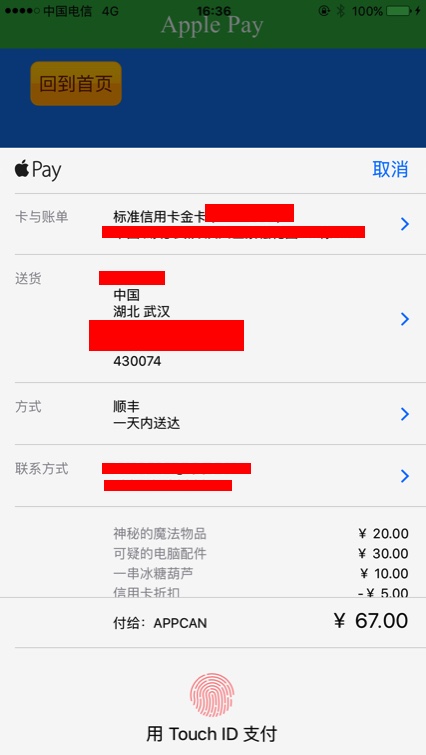 中国电信 4G 16:36 100%
Apple Pay
回到首页
Pay 取消
卡与账单 标准信用卡金卡
送货
中国
湖北 武汉
430074
方式 顺丰
一天内送达
联系方式
神秘的魔法物品 ¥ 20.00
可疑的电脑配件 ¥ 30.00
一串冰糖葫芦 ¥ 10.00
信用卡折扣 -¥ 5.00
付给：APPCAN ¥ 67.00
用 Touch ID 支付